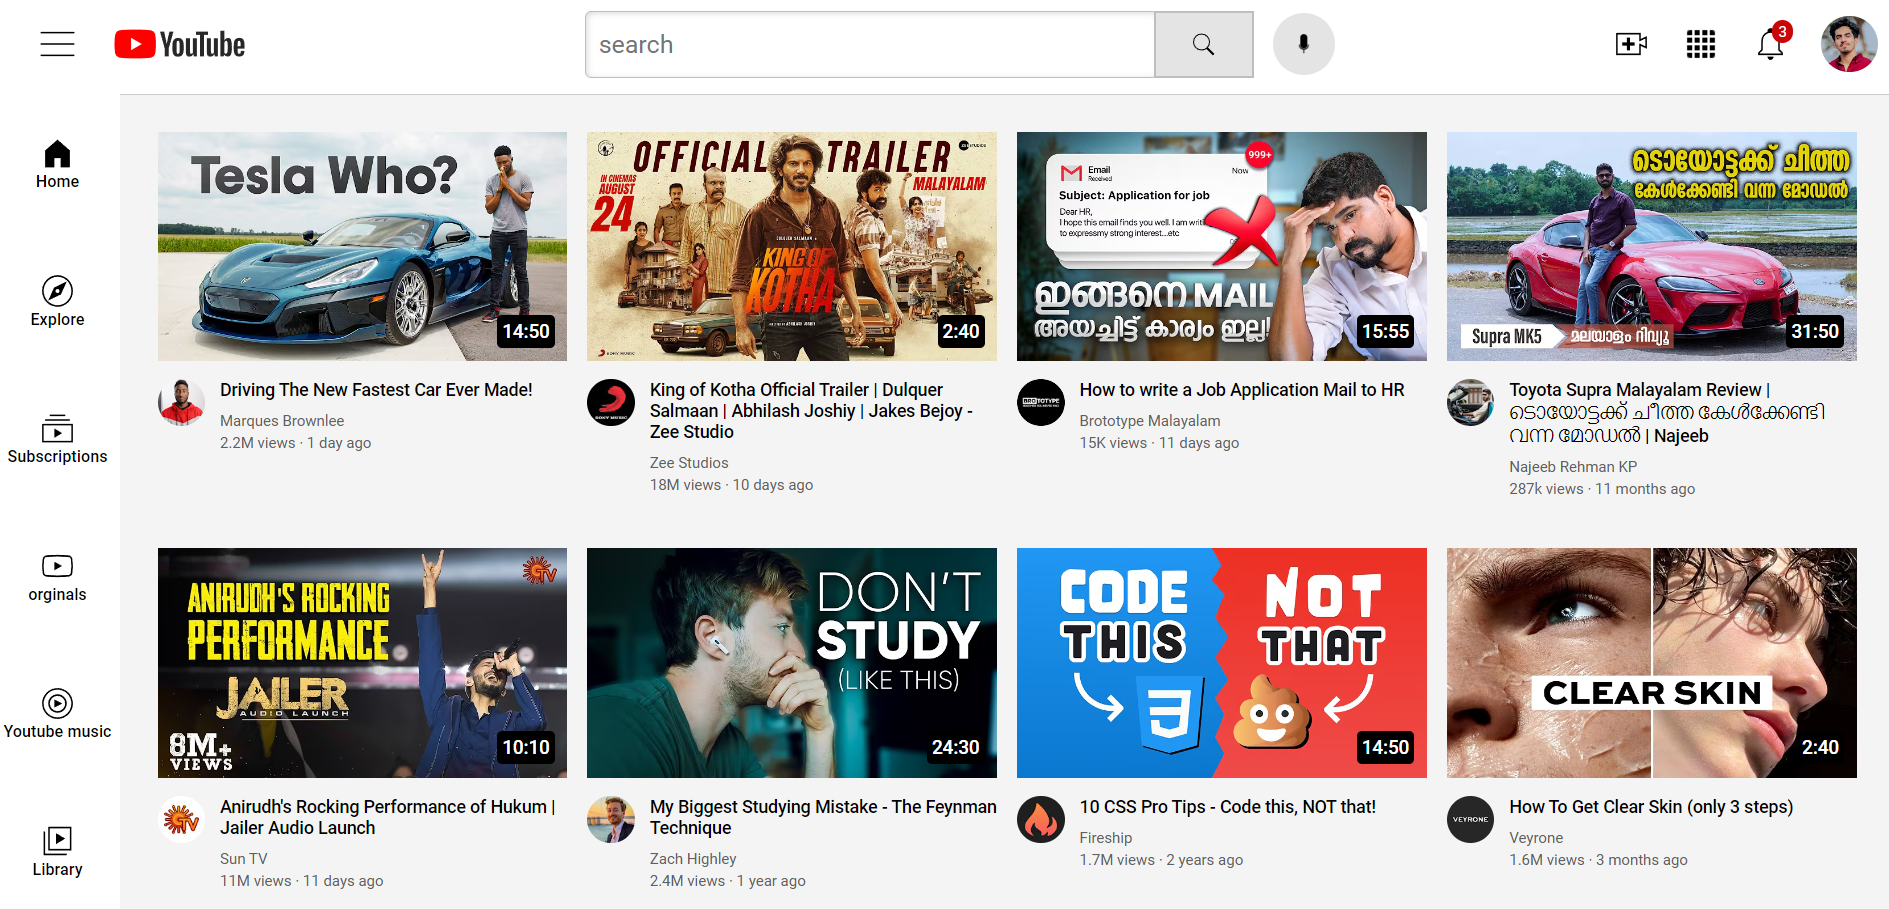 YouTube
search
3
Home
Explore
Subscriptions
orginals
Youtube music
Library
Tesla Who?
14:50
Driving The New Fastest Car Ever Made!
Marques Brownlee
2.2M views · 1 day ago
OFFICIAL TRAILER
IN CINEMAS
AUGUST
24
MALAYALAM
KING OF
KOTHA
2:40
King of Kotha Official Trailer | Dulquer
Salmaan | Abhilash Joshiy | Jakes Bejoy -
Zee Studio
Zee Studios
18M views · 10 days ago
999+
Email
Received
Now
Subject: Application for job
Dear HR,
I hope this email finds you well. I am writ
to expressmy strong interest...etc
ഇങ്ങനെ MAIL
അയച്ചിട്ട് കാര്യം ഇല്ല!
15:55
BROTOTYPE
How to write a Job Application Mail to HR
Brototype Malayalam
15K views · 11 days ago
ടൊയോട്ടക്ക് ചീത്ത
കേൾക്കേണ്ടി വന്ന മോഡൽ
Supra MK5
മലയാളം റിവ്യൂ
31:50
Toyota Supra Malayalam Review |
ടൊയോട്ടക്ക് ചീത്ത കേൾക്കേണ്ടി
വന്ന മോഡൽ | Najeeb
Najeeb Rehman KP
287k views · 11 months ago
ANIRUDH'S ROCKING
PERFORMANCE
JAILER
AUDIO LAUNCH
8M+
VIEWS
10:10
Anirudh's Rocking Performance of Hukum |
Jailer Audio Launch
Sun TV
11M views · 11 days ago
DON'T
STUDY
(LIKE THIS)
24:30
My Biggest Studying Mistake - The Feynman
Technique
Zach Highley
2.4M views · 1 year ago
CODE
THIS
NOT
THAT
14:50
10 CSS Pro Tips - Code this, NOT that!
Fireship
1.7M views · 2 years ago
CLEAR SKIN
2:40
VEYRONE
How To Get Clear Skin (only 3 steps)
Veyrone
1.6M views · 3 months ago